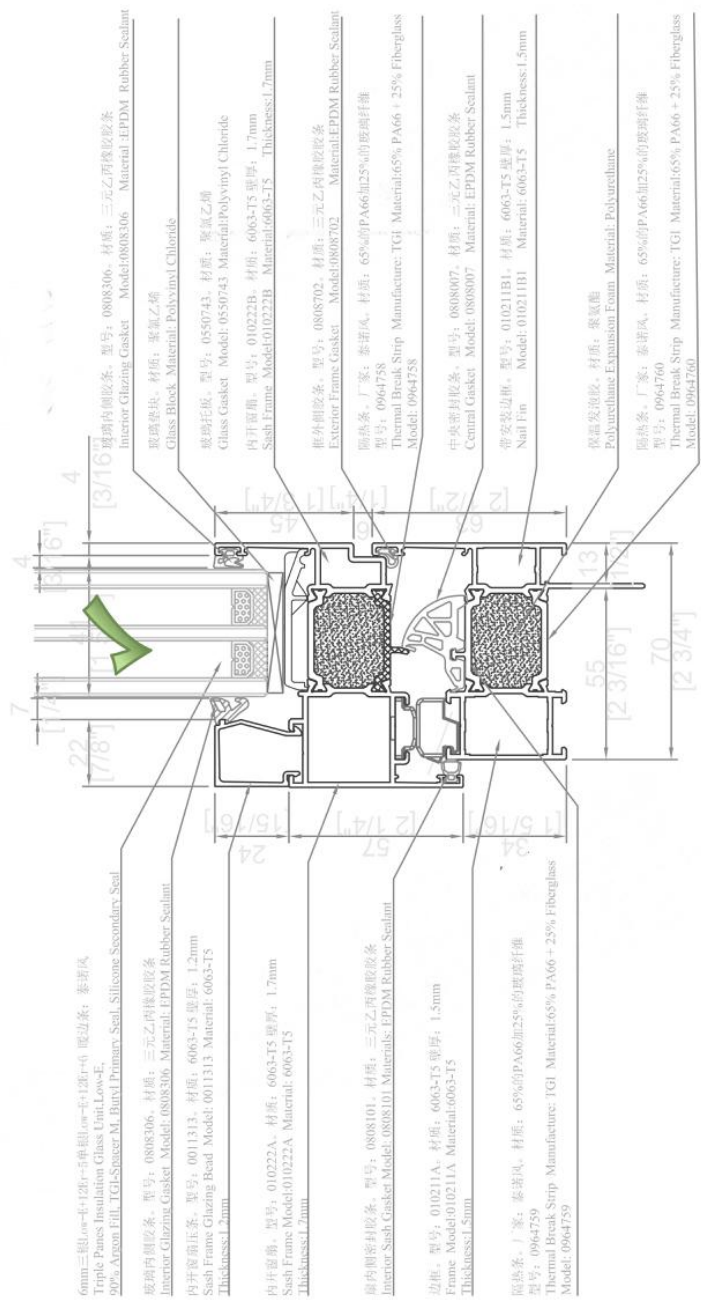 6mm三银Low-E+12Er+5单银Low-E+12Er+6 暖边条：泰诺风
Triple Panes Insulation Glass Unit,Low-E,
90% Argon Fill, TGI-Spacer M, Butyl Primary Seal, Silicone Secondary Seal
玻璃内侧胶条、型号：0808306、材质：三元乙丙橡胶胶条
Interior Glazing Gasket Model: 0808306 Material: EPDM Rubber Sealant
内开窗扇压条、型号：0011313、材质：6063-T5 壁厚：1.2mm
Sash Frame Glazing Bead Model: 0011313 Material: 6063-T5
Thickness:1.2mm
内开窗扇、型号：010222A、材质：6063-T5 壁厚：1.7mm
Sash Frame Model:010222A Material: 6063-T5
Thickness:1.7mm
扇内侧密封胶条、型号：0808101、材质：三元乙丙橡胶胶条
Interior Sash Gasket Model: 0808101 Materials: EPDM Rubber Sealant
边框、型号：010211A、材质：6063-T5 壁厚：1.5mm
Frame Model:010211A Material:6063-T5
Thickness:1.5mm
隔热条、厂家：泰诺风、材质：65%的PA66加25%的玻璃纤维
型号：0964759
Thermal Break Strip Manufacture: TGI Material:65% PA66 + 25% Fiberglass
Model: 0964759
22
[7/8"]
7
[1/4"]
41
4
[3/16"]
4
[3/16"]
24
[15/16"]
57
[2 1/4"]
34
[1 5/16"]
45
[1 3/4"]
6
[1/4"]
63
[2 1/2"]
55
[2 3/16"]
13
[1/2"]
70
[2 3/4"]
玻璃内侧胶条、型号：0808306、材质：三元乙丙橡胶胶条
Interior Glazing Gasket Model:0808306 Material :EPDM Rubber Sealant
玻璃垫块、材质：聚氯乙烯
Glass Block Material: Polyvinyl Chloride
玻璃托板、型号：0550743、材质：聚氯乙烯
Glass Gasket Model: 0550743 Material:Polyvinyl Chloride
内开窗扇、型号：010222B、材质：6063-T5 壁厚：1.7mm
Sash Frame Model:010222B Material:6063-T5 Thickness:1.7mm
框外侧胶条、型号：0808702、材质：三元乙丙橡胶胶条
Exterior Frame Gasket Model:0808702 Material:EPDM Rubber Sealant
隔热条、厂家：泰诺风、材质：65%的PA66加25%的玻璃纤维
型号：0964758
Thermal Break Strip Manufacture: TGI Material:65% PA66 + 25% Fiberglass
Model: 0964758
中央密封胶条、型号：0808007、材质：三元乙丙橡胶胶条
Central Gasket Model: 0808007 Material: EPDM Rubber Sealant
带安装边框、型号：010211B1、材质：6063-T5 壁厚：1.5mm
Nail Fin Model: 010211B1 Material: 6063-T5 Thickness:1.5mm
保温发泡胶、材质：聚氨酯
Polyurethane Expansion Foam Material: Polyurethane
隔热条、厂家：泰诺风、材质：65%的PA66加25%的玻璃纤维
型号：0964760
Thermal Break Strip Manufacture: TGI Material:65% PA66 + 25% Fiberglass
Model: 0964760